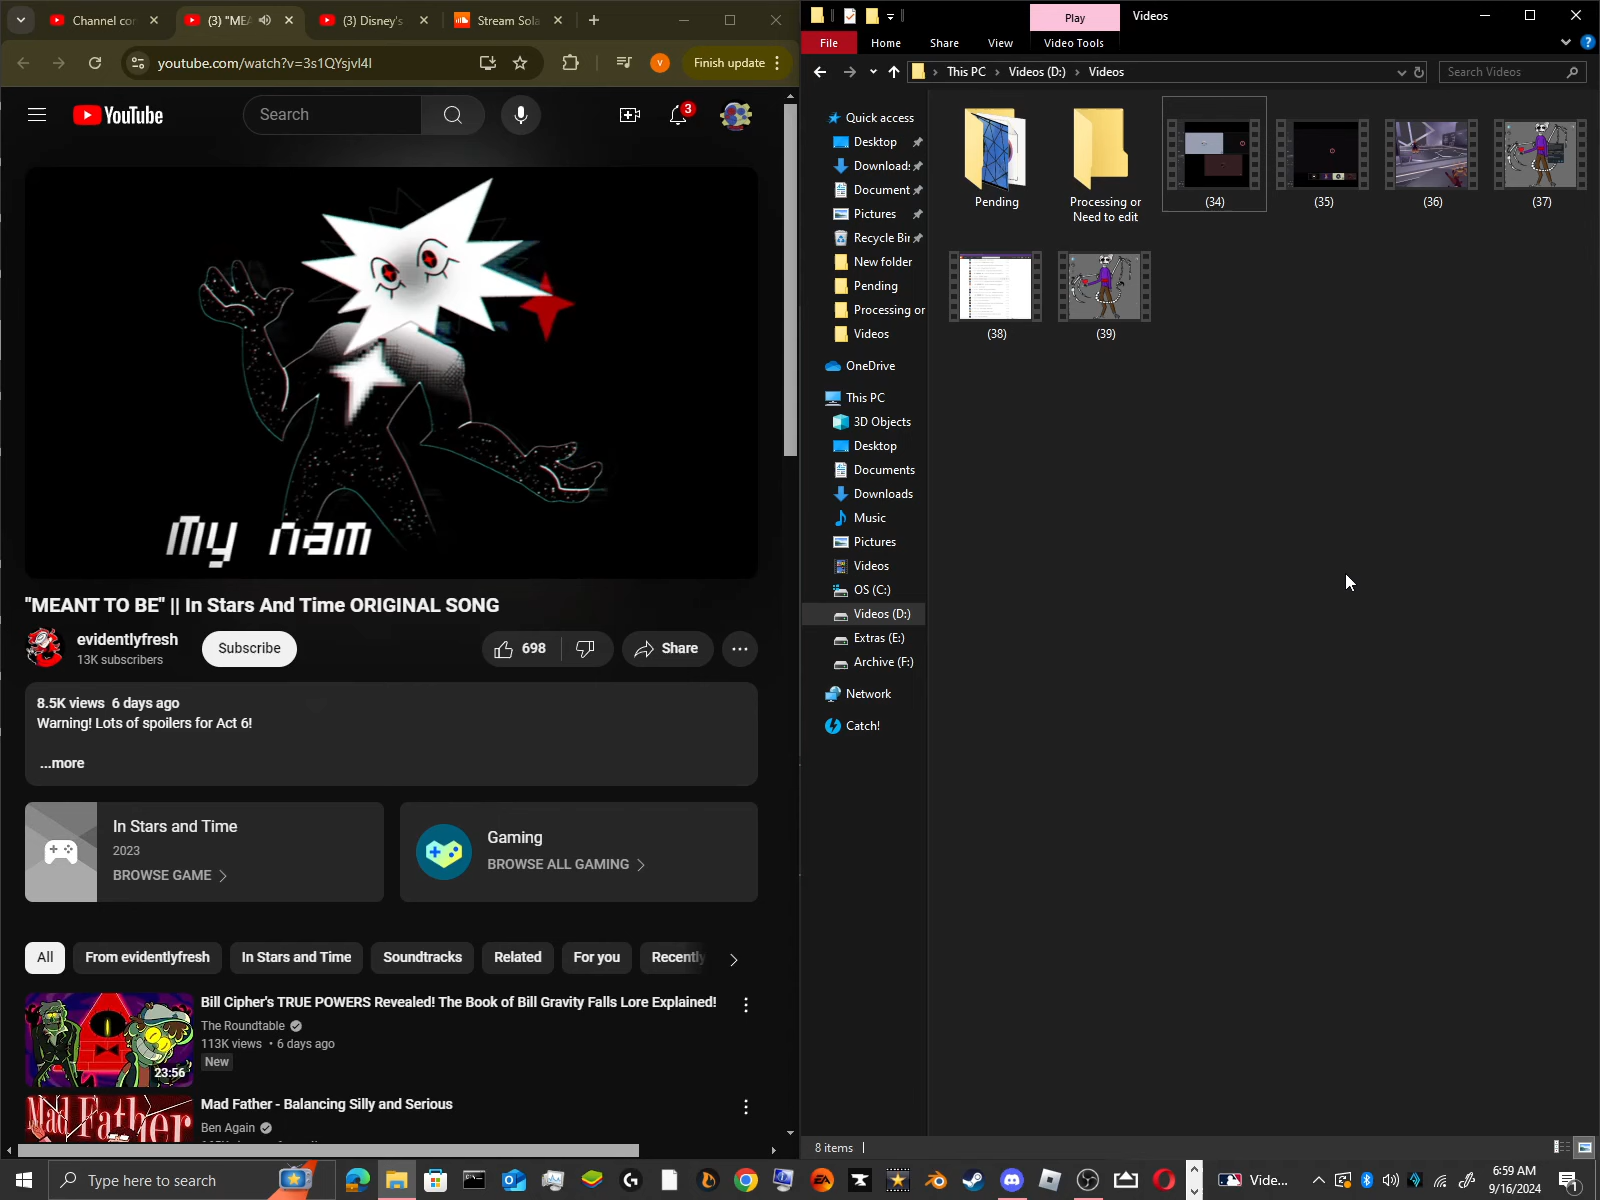 Channel cor
(3) "MEA
(3) Disney's
Stream Sola
youtube.com/watch?v=3s1QYsjvl4I
V
Finish update
YouTube
Search
3
My nam
"MEANT TO BE" || In Stars And Time ORIGINAL SONG
evidentlyfresh
13K subscribers
Subscribe
698
Share
8.5K views 6 days ago
Warning! Lots of spoilers for Act 6!
...more
In Stars and Time
2023
BROWSE GAME
Gaming
BROWSE ALL GAMING
All
From evidentlyfresh
In Stars and Time
Soundtracks
Related
For you
Recently
Bill Cipher's TRUE POWERS Revealed! The Book of Bill Gravity Falls Lore Explained!
The Roundtable
113K views • 6 days ago
New
23:56
Mad Father
Mad Father - Balancing Silly and Serious
Ben Again
Play
Videos
File
Home
Share
View
Video Tools
This PC
Videos (D:)
Videos
Search Videos
Quick access
Desktop
Download:
Document
Pictures
Recycle Bir
New folder
Pending
Processing or
Videos
OneDrive
This PC
3D Objects
Desktop
Documents
Downloads
Music
Pictures
Videos
OS (C:)
Videos (D:)
Extras (E:)
Archive (F:)
Network
Catch!
Pending
Processing or
Need to edit
(34)
(35)
(36)
(37)
(38)
(39)
8 items
Type here to search
EA
Vide...
6:59 AM
9/16/2024
1